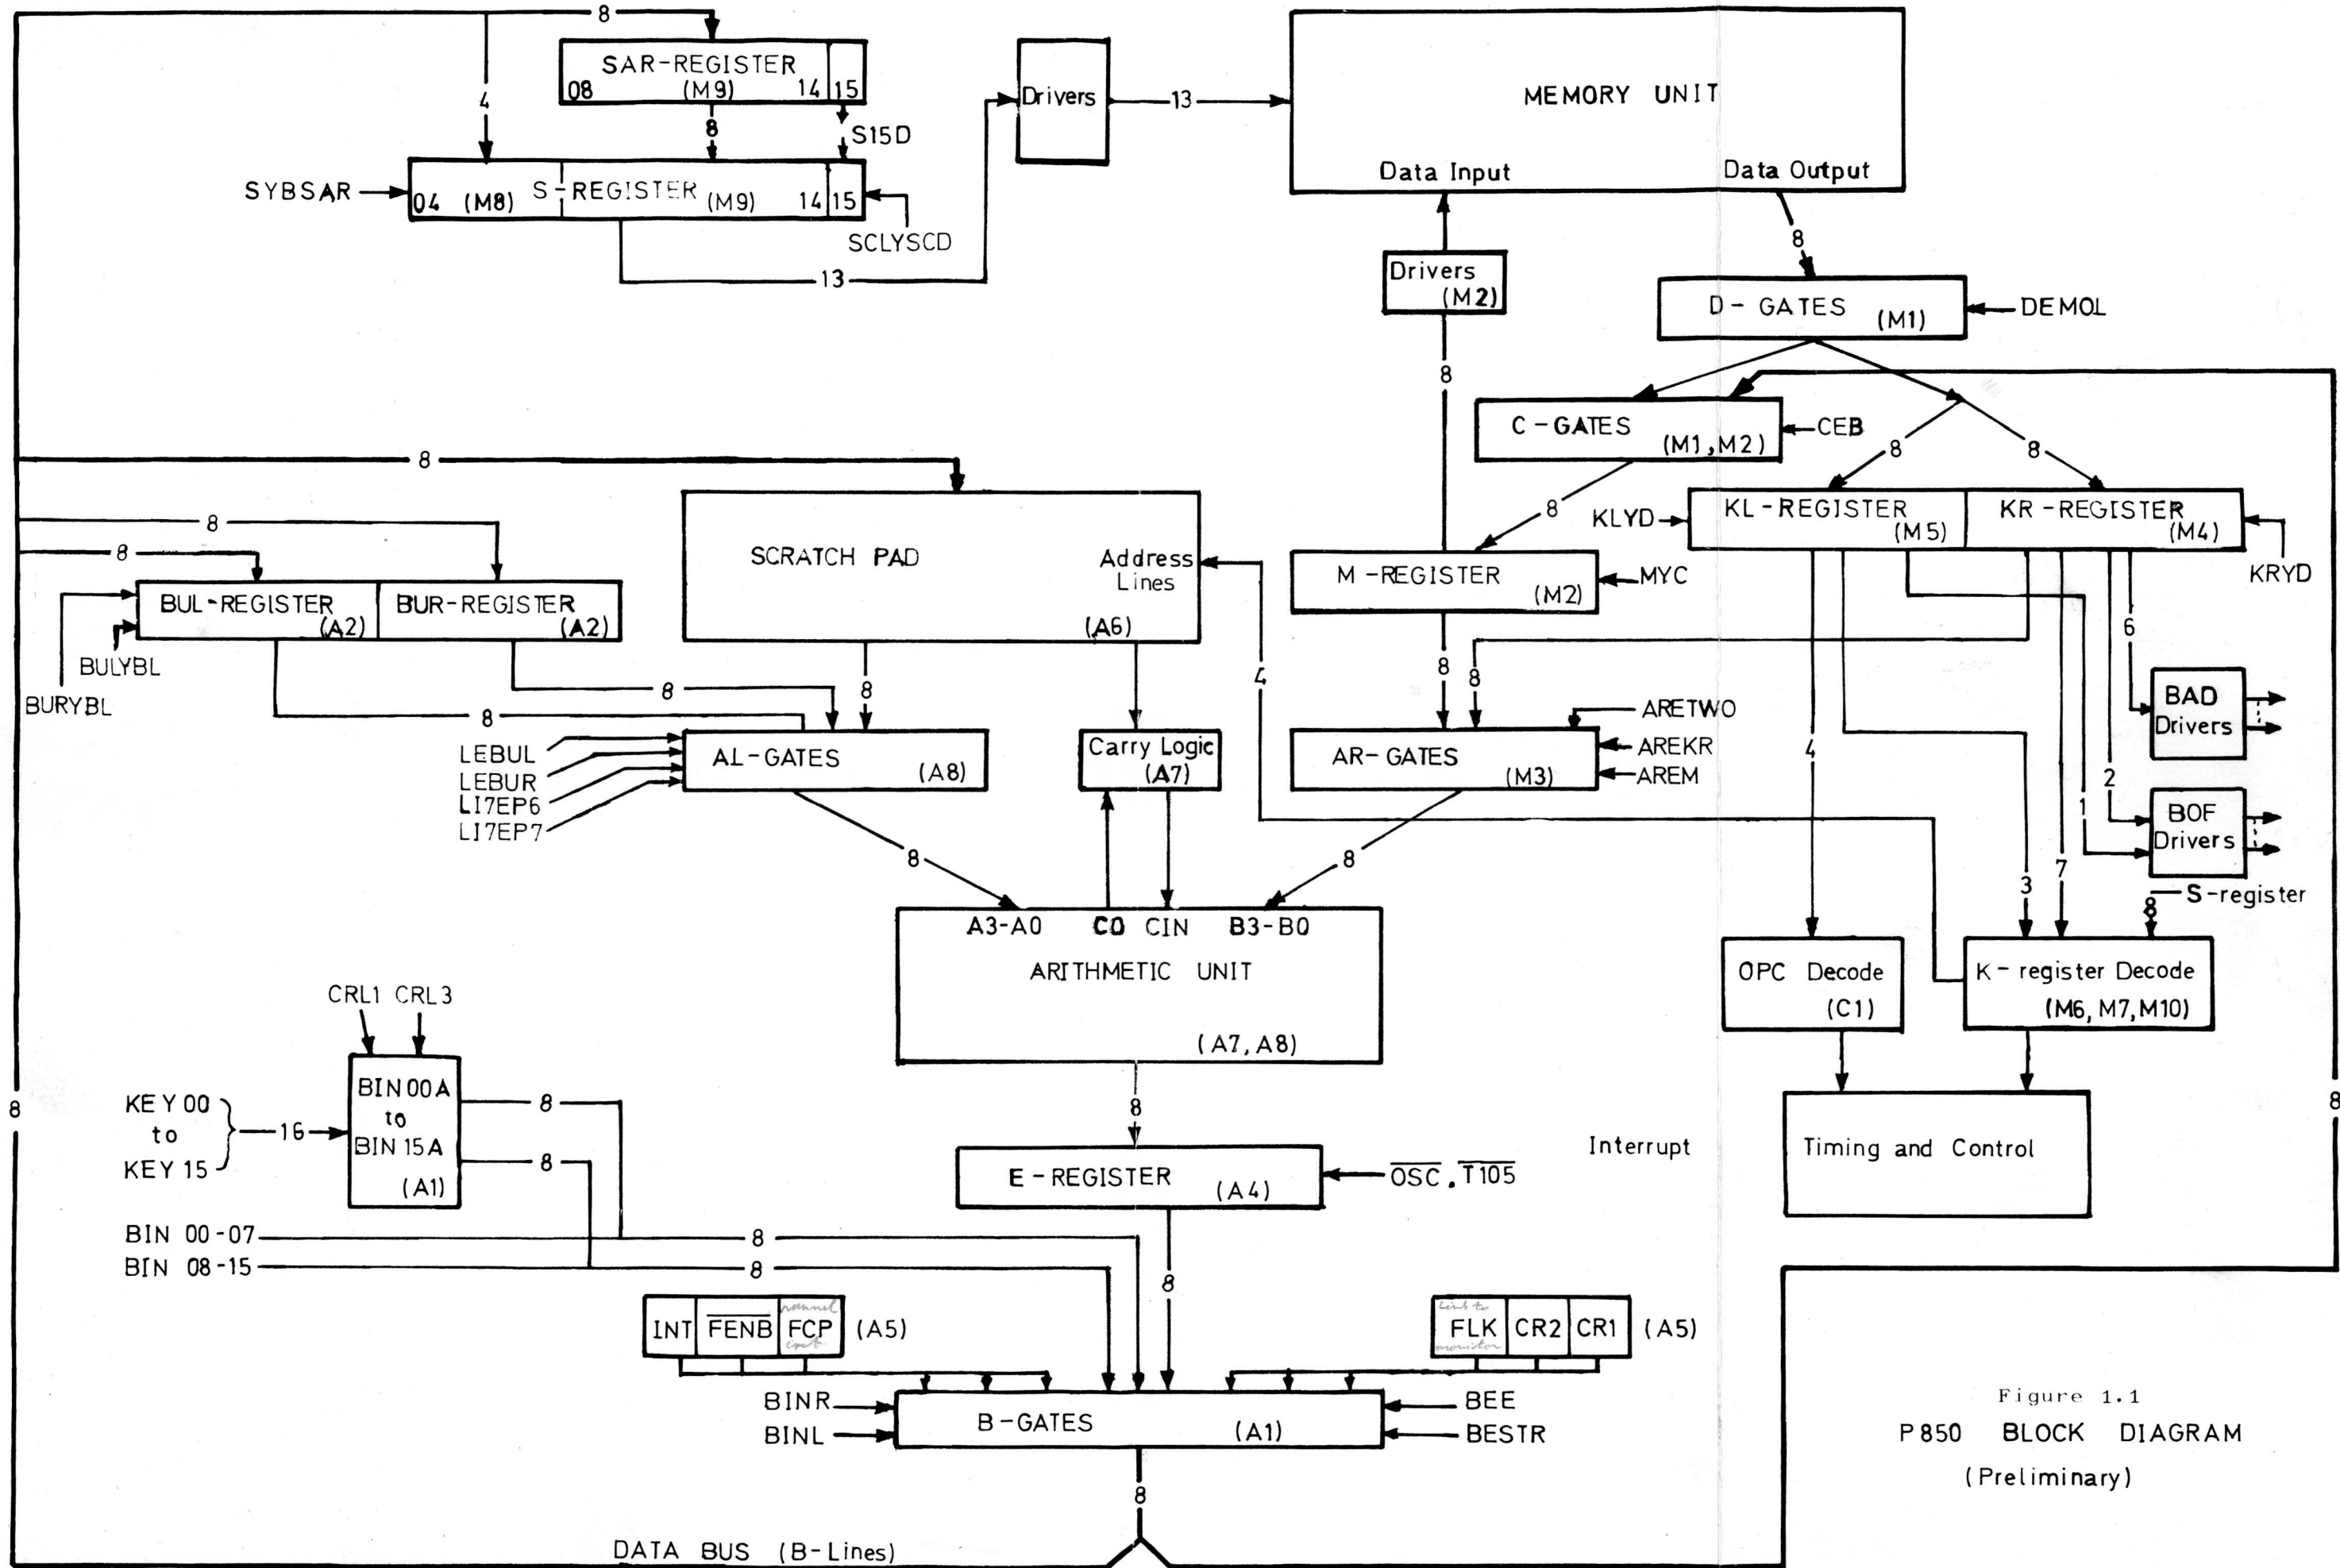 8
SAR-REGISTER
08 (M9) 14 15
4
8
S15D
SYBSAR
S-REGISTER
04 (M8) (M9) 14 15
SCLYSCD
13
Drivers
13
MEMORY UNIT
Data Input
Data Output
8
Drivers
(M2)
D-GATES (M1)
DEMOL
8
C-GATES
(M1,M2)
CEB
8
8
8
8
8
8
SCRATCH PAD
Address
Lines
(A6)
BUL-REGISTER
(A2)
BUR-REGISTER
(A2)
BULYBL
BURYBL
KLYD
KL-REGISTER
(M5)
KR-REGISTER
(M4)
KRYD
M-REGISTER
(M2)
MYC
8
8
8
8
8
4
6
LEBUL
LEBUR
LI7EP6
LI7EP7
AL-GATES (A8)
Carry Logic
(A7)
AR-GATES
(M3)
ARETWO
AREKR
AREM
BAD
Drivers
4
2
1
BOF
Drivers
3
7
8
8
8
S-register
A3-A0 CO CIN B3-B0
ARITHMETIC UNIT
(A7,A8)
OPC Decode
(C1)
K-register Decode
(M6, M7,M10)
CRL1 CRL3
KEY 00
to
KEY 15
16
BIN 00A
to
BIN 15A
(A1)
8
8
8
8
8
Interrupt
Timing and Control
E-REGISTER (A4)
OSC.T105
BIN 00-07
BIN 08-15
8
8
8
INT FENB FCP (A5)
FLK CR2 CR1 (A5)
Link to
monitor
BINR
BINL
B-GATES (A1)
BEE
BESTR
8
DATA BUS (B-Lines)
Figure 1.1
P850 BLOCK DIAGRAM
(Preliminary)